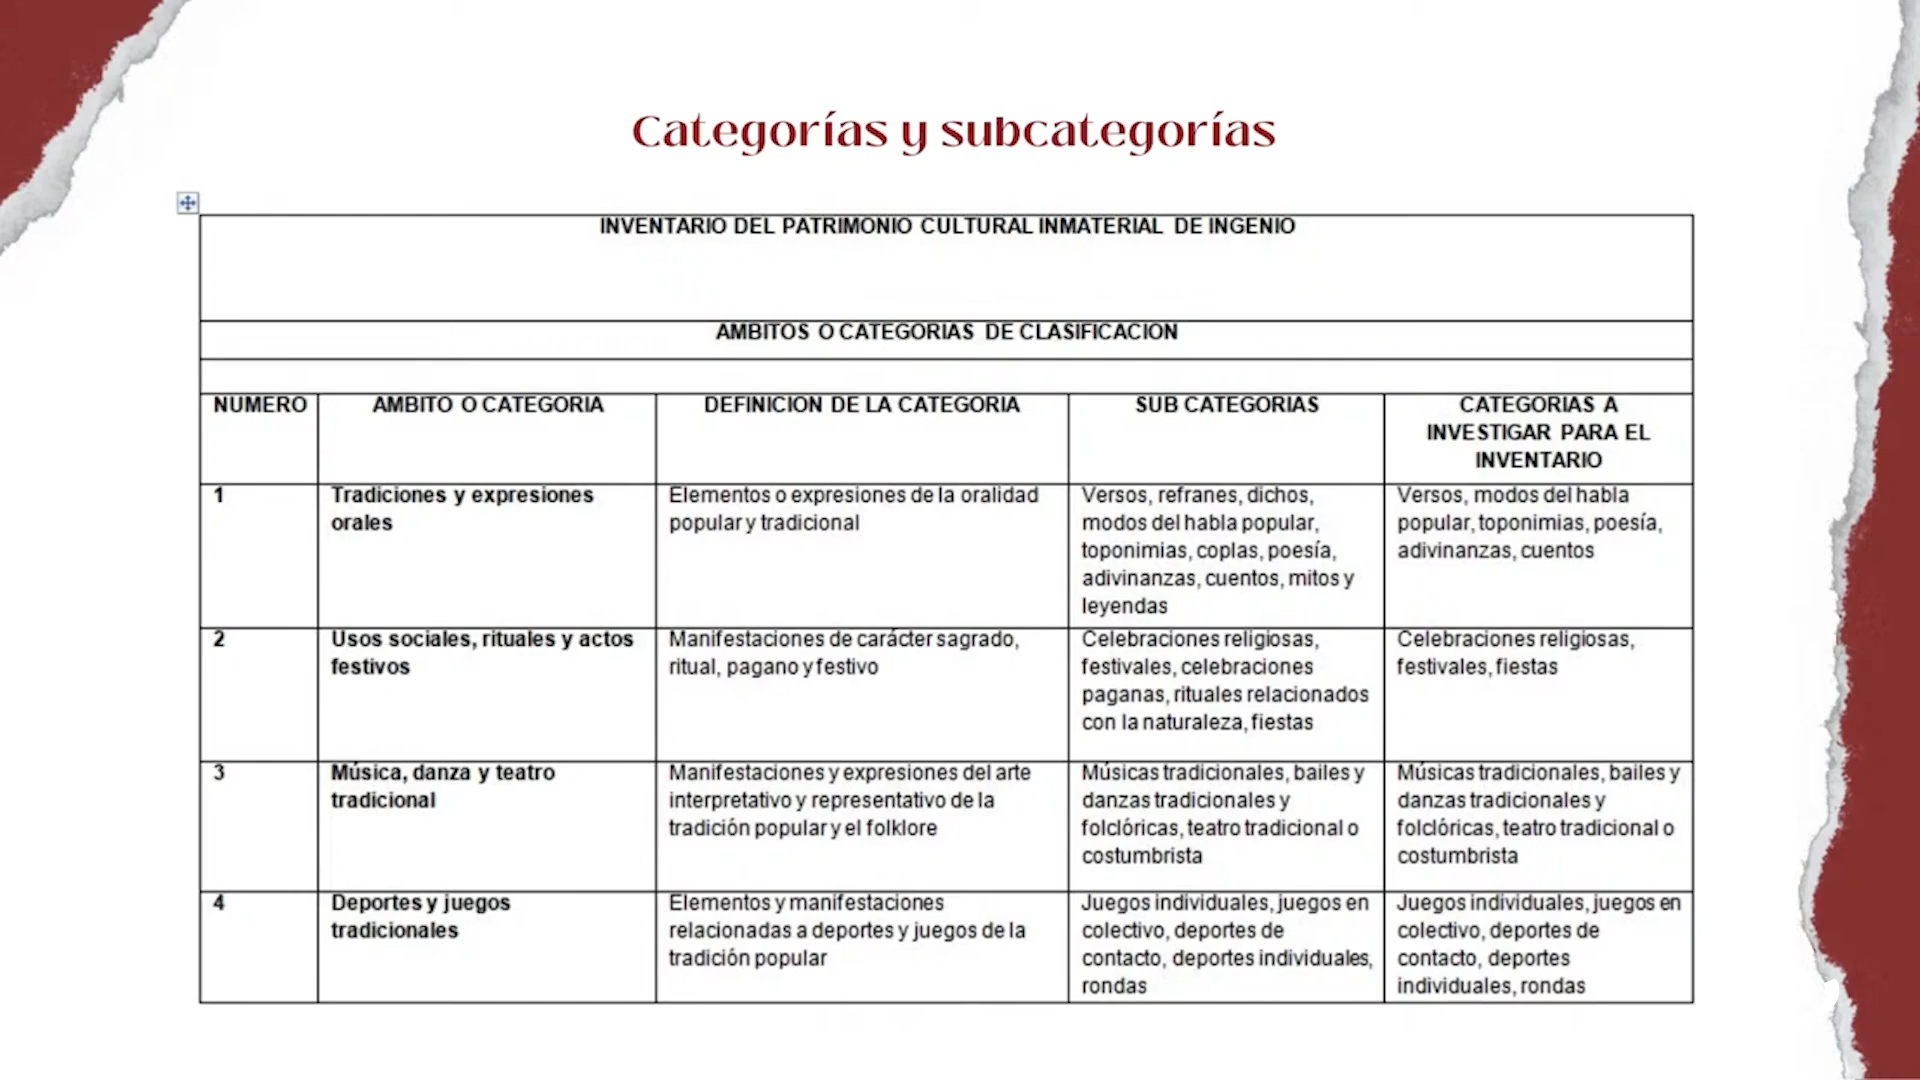 Categorías y subcategorías
INVENTARIO DEL PATRIMONIO CULTURAL INMATERIAL DE INGENIO
AMBITOS O CATEGORIAS DE CLASIFICACION
NUMERO
AMBITO O CATEGORIA
DEFINICION DE LA CATEGORIA
SUB CATEGORIAS
CATEGORIAS A
INVESTIGAR PARA EL
INVENTARIO
1
Tradiciones y expresiones
orales
Elementos o expresiones de la oralidad
popular y tradicional
Versos, refranes, dichos,
modos del habla popular,
toponimias, coplas, poesía,
adivinanzas, cuentos, mitos y
leyendas
Versos, modos del habla
popular, toponimias, poesía,
adivinanzas, cuentos
2
Usos sociales, rituales y actos
festivos
Manifestaciones de carácter sagrado,
ritual, pagano y festivo
Celebraciones religiosas,
festivales, celebraciones
paganas, rituales relacionados
con la naturaleza, fiestas
Celebraciones religiosas,
festivales, fiestas
3
Música, danza y teatro
tradicional
Manifestaciones y expresiones del arte
interpretativo y representativo de la
tradición popular y el folklore
Músicas tradicionales, bailes y
danzas tradicionales y
folclóricas, teatro tradicional o
costumbrista
Músicas tradicionales, bailes y
danzas tradicionales y
folclóricas, teatro tradicional o
costumbrista
4
Deportes y juegos
tradicionales
Elementos y manifestaciones
relacionadas a deportes y juegos de la
tradición popular
Juegos individuales, juegos en
colectivo, deportes de
contacto, deportes individuales,
rondas
Juegos individuales, juegos en
colectivo, deportes de
contacto, deportes
individuales, rondas